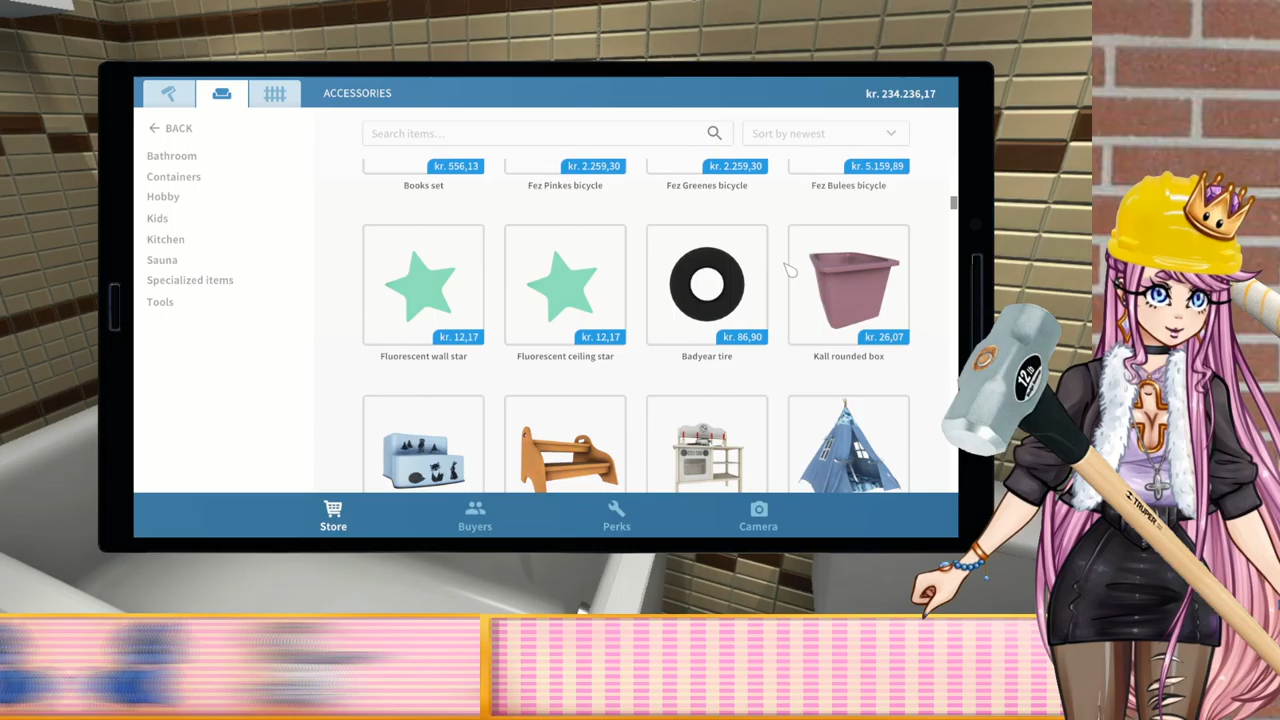 ACCESSORIES
kr. 234.236,17
BACK
Search items...
Sort by newest
Bathroom
Containers
Hobby
Kids
Kitchen
Sauna
Specialized items
Tools
kr. 556,13
kr. 2.259,30
kr. 2.259,30
kr. 5.159,89
Books set
Fez Pinkes bicycle
Fez Greenes bicycle
Fez Bulees bicycle
kr. 12,17
kr. 12,17
kr. 86,90
kr. 26,07
Fluorescent wall star
Fluorescent ceiling star
Badyear tire
Kall rounded box
Store
Buyers
Perks
Camera
12 lb
TRUPER